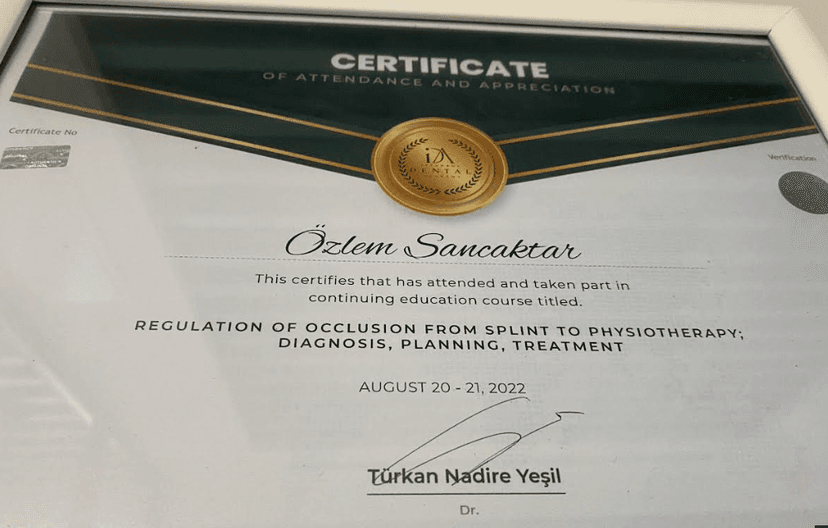 CERTIFICATE
OF ATTENDANCE AND APPRECIATION
Certificate No
Verification
iDA
DENTAL
Özlem Sancaktar
This certifies that has attended and taken part in
continuing education course titled.
REGULATION OF OCCLUSION FROM SPLINT TO PHYSIOTHERAPY;
DIAGNOSIS, PLANNING, TREATMENT
AUGUST 20 - 21, 2022
Türkan Nadire Yeşil
Dr.